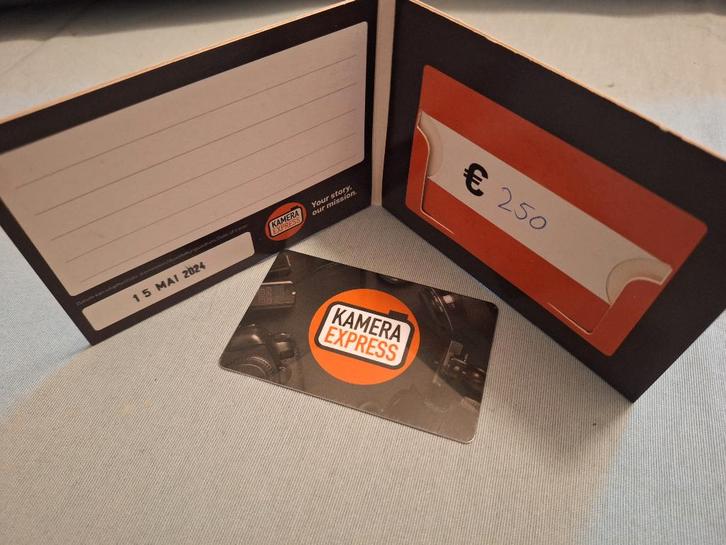 Your story,
our mission.
KAMERA
EXPRESS
15 MAI 2024
€ 250
KAMERA
EXPRESS